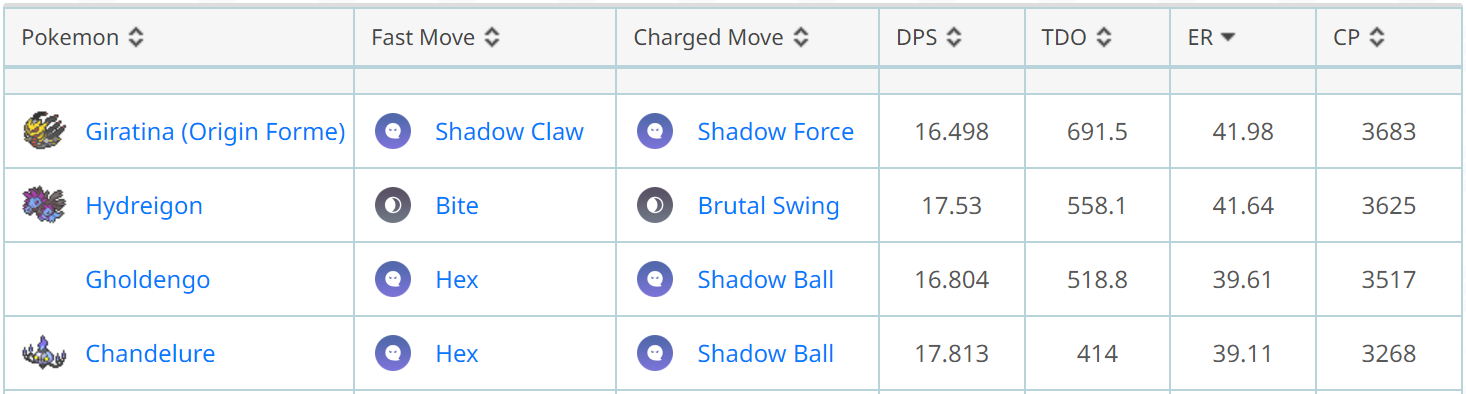 Pokemon Fast Move Charged Move DPS TDO ER CP
Giratina (Origin Forme) Shadow Claw Shadow Force 16.498 691.5 41.98 3683
Hydreigon Bite Brutal Swing 17.53 558.1 41.64 3625
Gholdengo Hex Shadow Ball 16.804 518.8 39.61 3517
Chandelure Hex Shadow Ball 17.813 414 39.11 3268